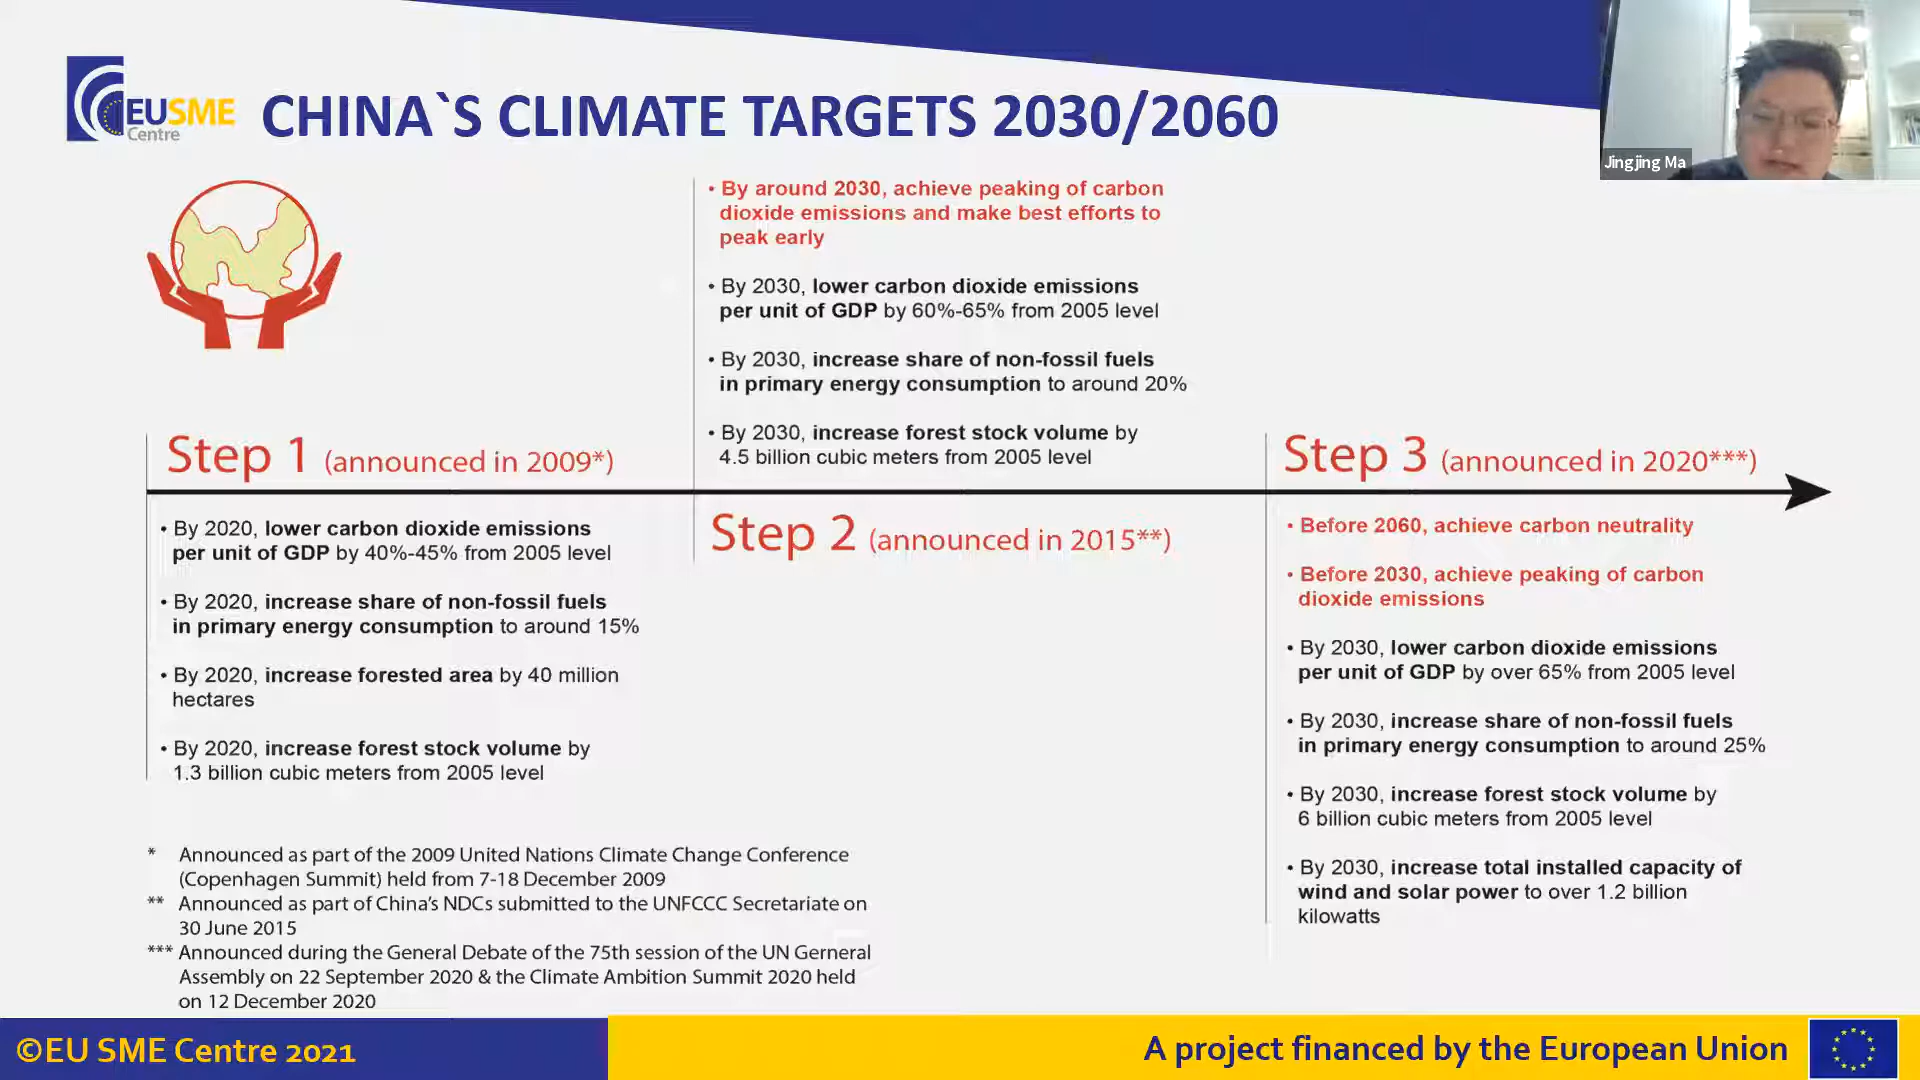 EUSME
Centre
CHINA`S CLIMATE TARGETS 2030/2060
Jingjing Ma
• By around 2030, achieve peaking of carbon
dioxide emissions and make best efforts to
peak early
• By 2030, lower carbon dioxide emissions
per unit of GDP by 60%-65% from 2005 level
• By 2030, increase share of non-fossil fuels
in primary energy consumption to around 20%
• By 2030, increase forest stock volume by
4.5 billion cubic meters from 2005 level
Step 1 (announced in 2009*)
• By 2020, lower carbon dioxide emissions
per unit of GDP by 40%-45% from 2005 level
• By 2020, increase share of non-fossil fuels
in primary energy consumption to around 15%
• By 2020, increase forested area by 40 million
hectares
• By 2020, increase forest stock volume by
1.3 billion cubic meters from 2005 level
Step 2 (announced in 2015**)
Step 3 (announced in 2020***)
• Before 2060, achieve carbon neutrality
• Before 2030, achieve peaking of carbon
dioxide emissions
• By 2030, lower carbon dioxide emissions
per unit of GDP by over 65% from 2005 level
• By 2030, increase share of non-fossil fuels
in primary energy consumption to around 25%
• By 2030, increase forest stock volume by
6 billion cubic meters from 2005 level
• By 2030, increase total installed capacity of
wind and solar power to over 1.2 billion
kilowatts
* Announced as part of the 2009 United Nations Climate Change Conference
(Copenhagen Summit) held from 7-18 December 2009
** Announced as part of China's NDCs submitted to the UNFCCC Secretariate on
30 June 2015
*** Announced during the General Debate of the 75th session of the UN Gerneral
Assembly on 22 September 2020 & the Climate Ambition Summit 2020 held
on 12 December 2020
©EU SME Centre 2021
A project financed by the European Union